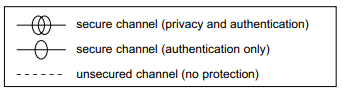 secure channel (privacy and authentication)
secure channel (authentication only)
unsecured channel (no protection)